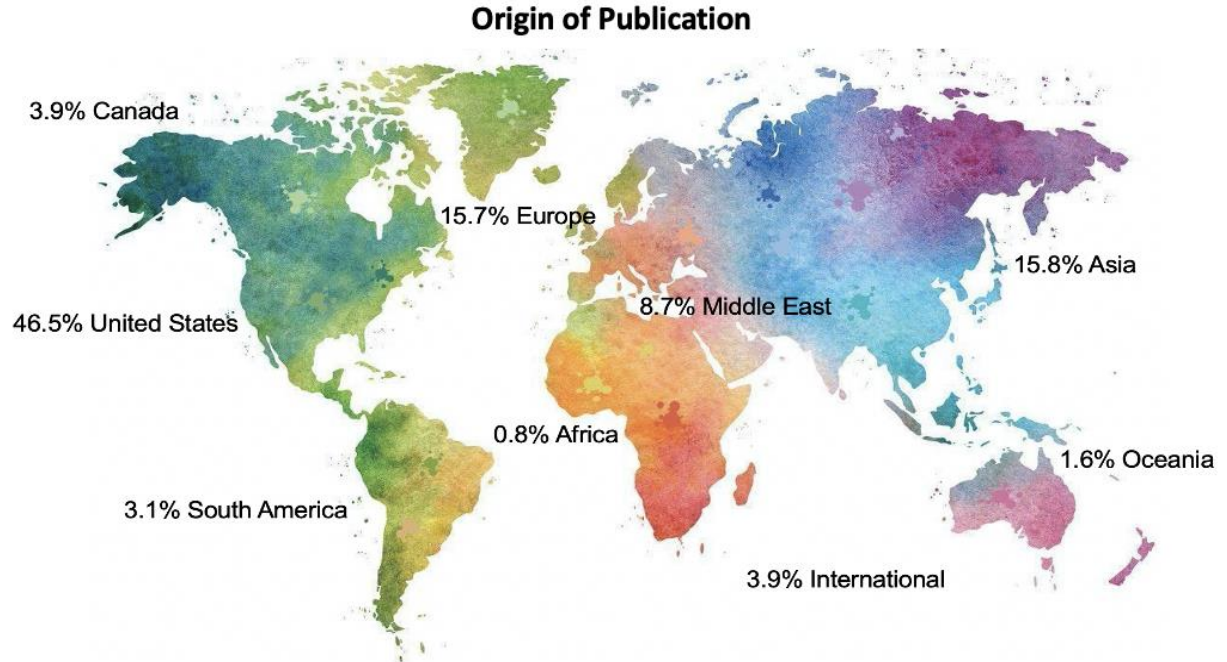 Origin of Publication
3.9% Canada
15.7% Europe
15.8% Asia
8.7% Middle East
46.5% United States
0.8% Africa
1.6% Oceania
3.1% South America
3.9% International